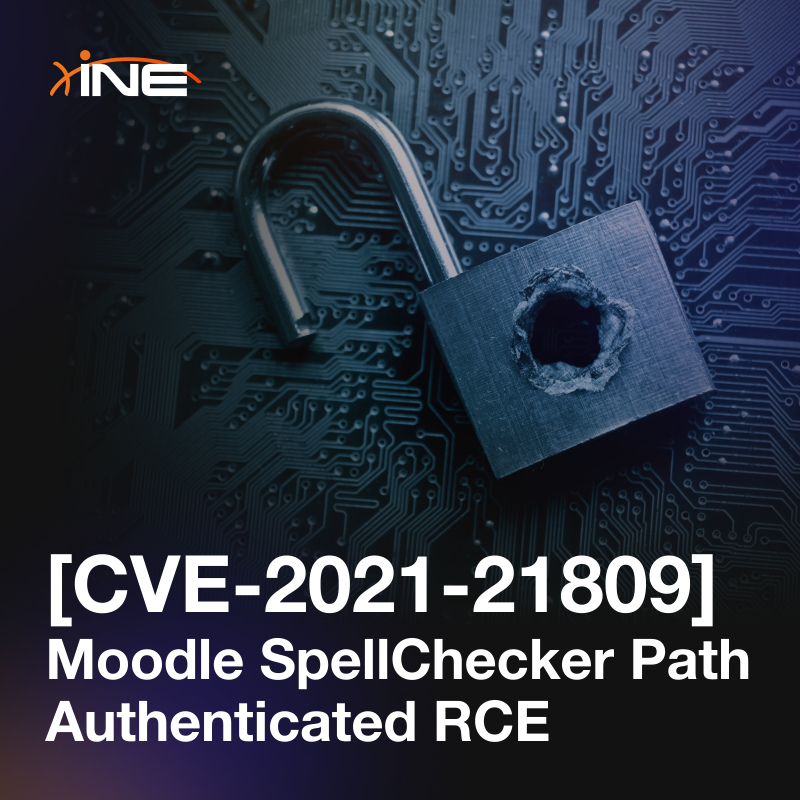 INE
[CVE-2021-21809]
Moodle SpellChecker Path
Authenticated RCE